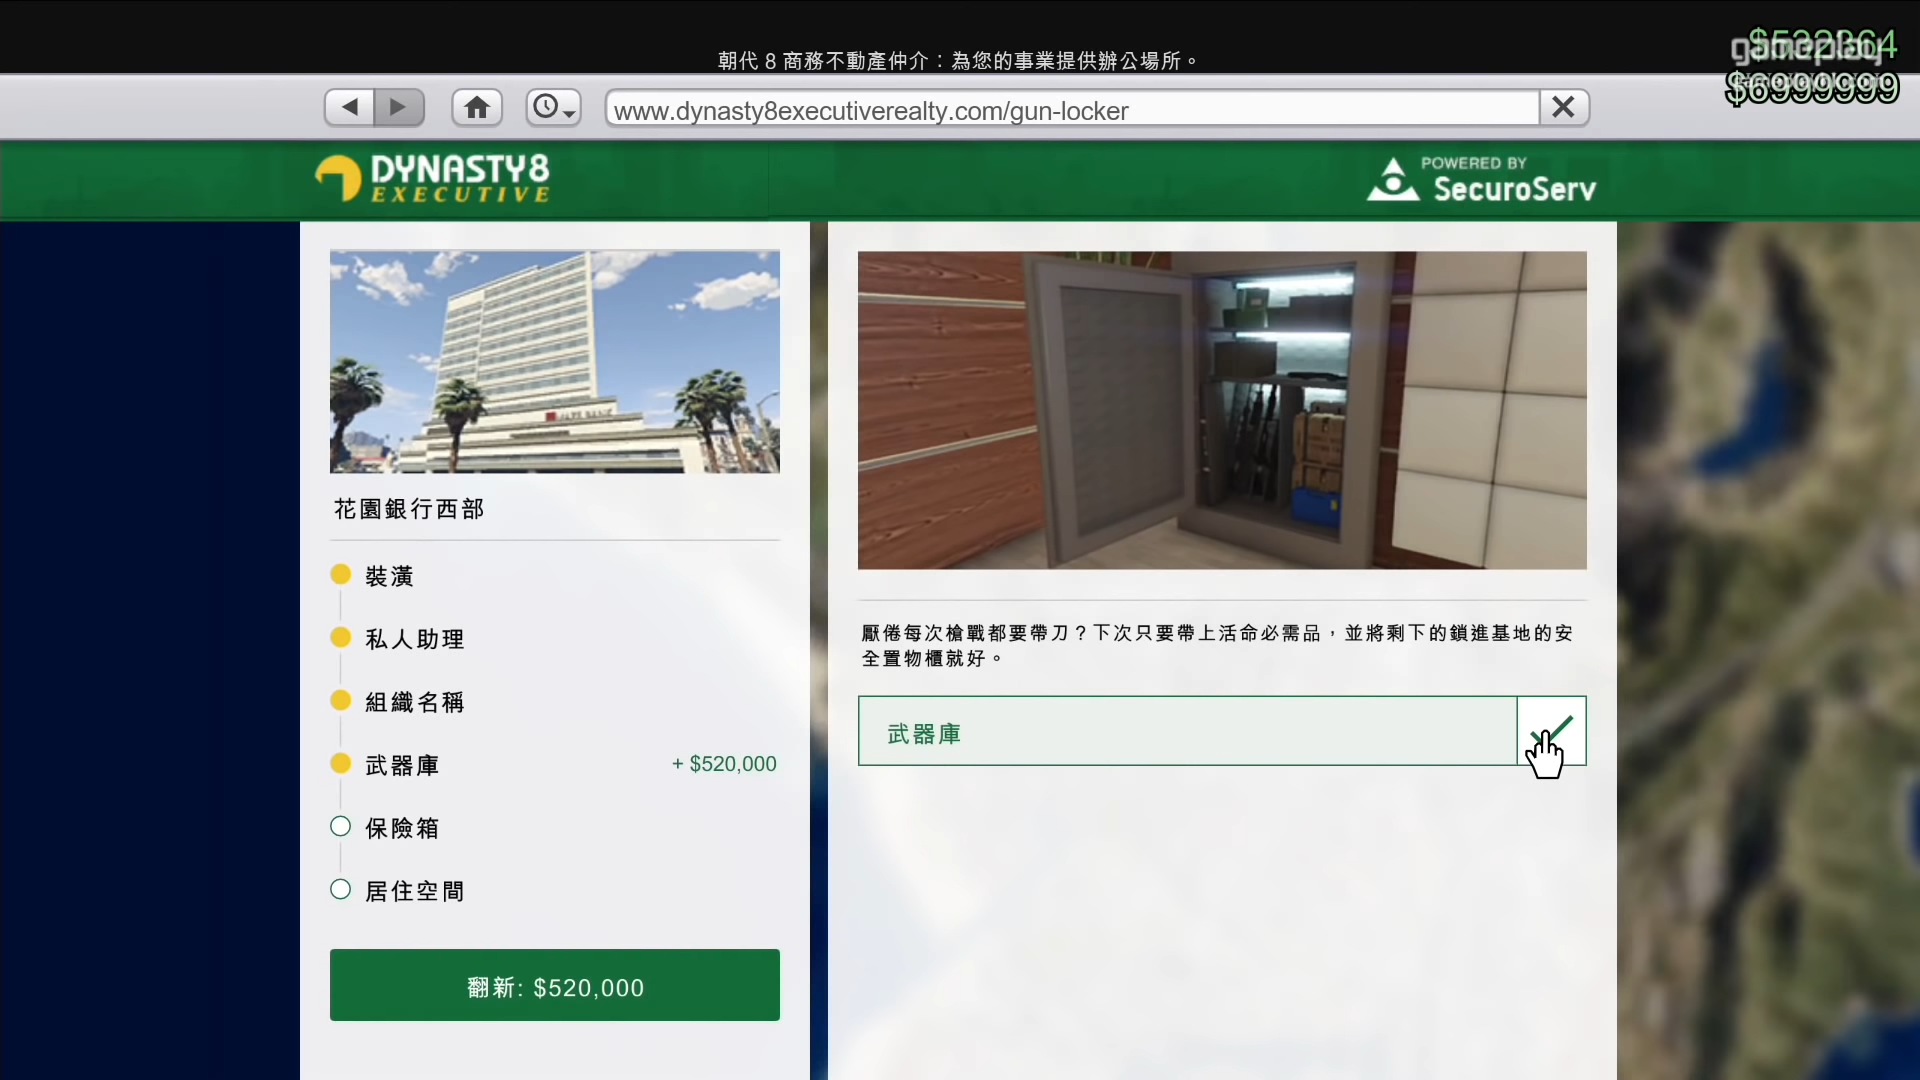 朝代 8 商務不動產仲介：為您的事業提供辦公場所。
$6999999
www.dynasty8executiverealty.com/gun-locker
DYNASTY8
EXECUTIVE
POWERED BY
SecuroServ
花園銀行西部
裝潢
私人助理
組織名稱
武器庫
+ $520,000
保險箱
居住空間
翻新: $520,000
厭倦每次槍戰都要帶刀？下次只要帶上活命必需品，並將剩下的鎖進基地的安
全置物櫃就好。
武器庫